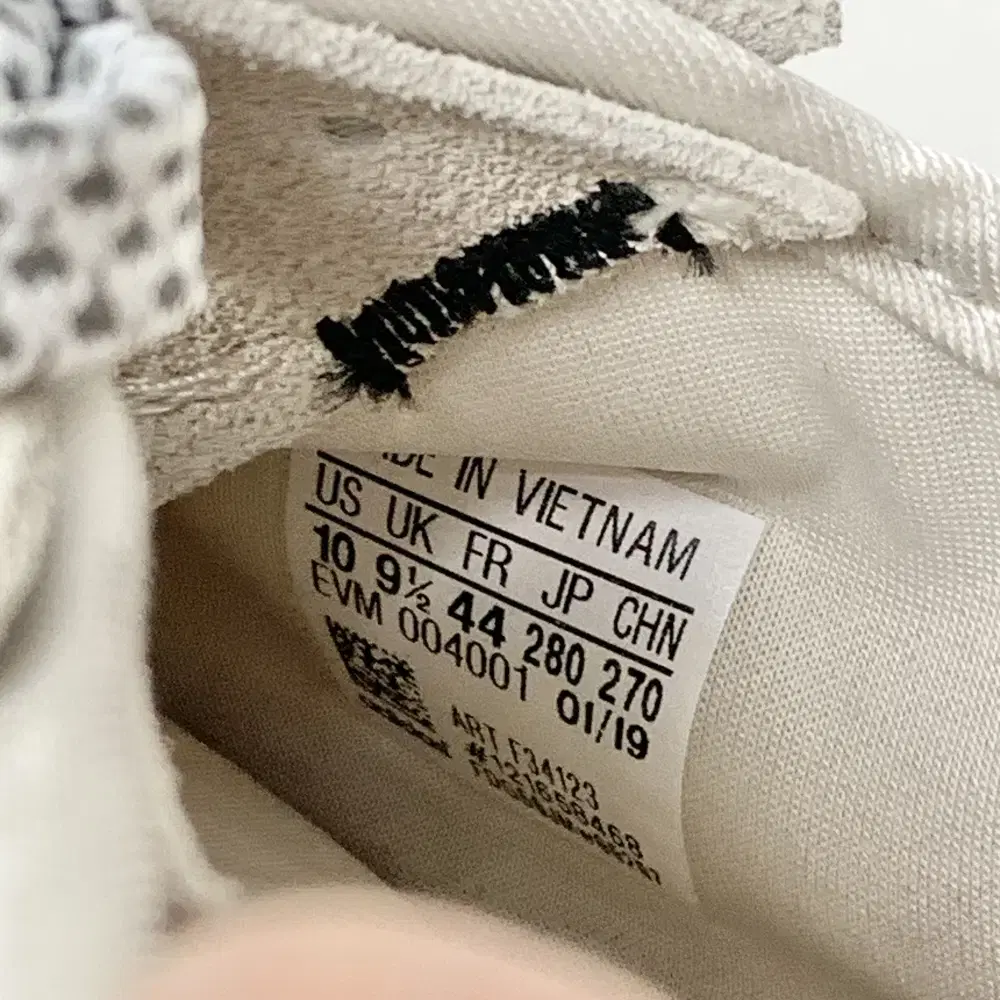 IN VIETNAM
US UK FR JP CHN
10 9½ 44 280 270
EVM 004001 01/19
ART F34123
#121658468